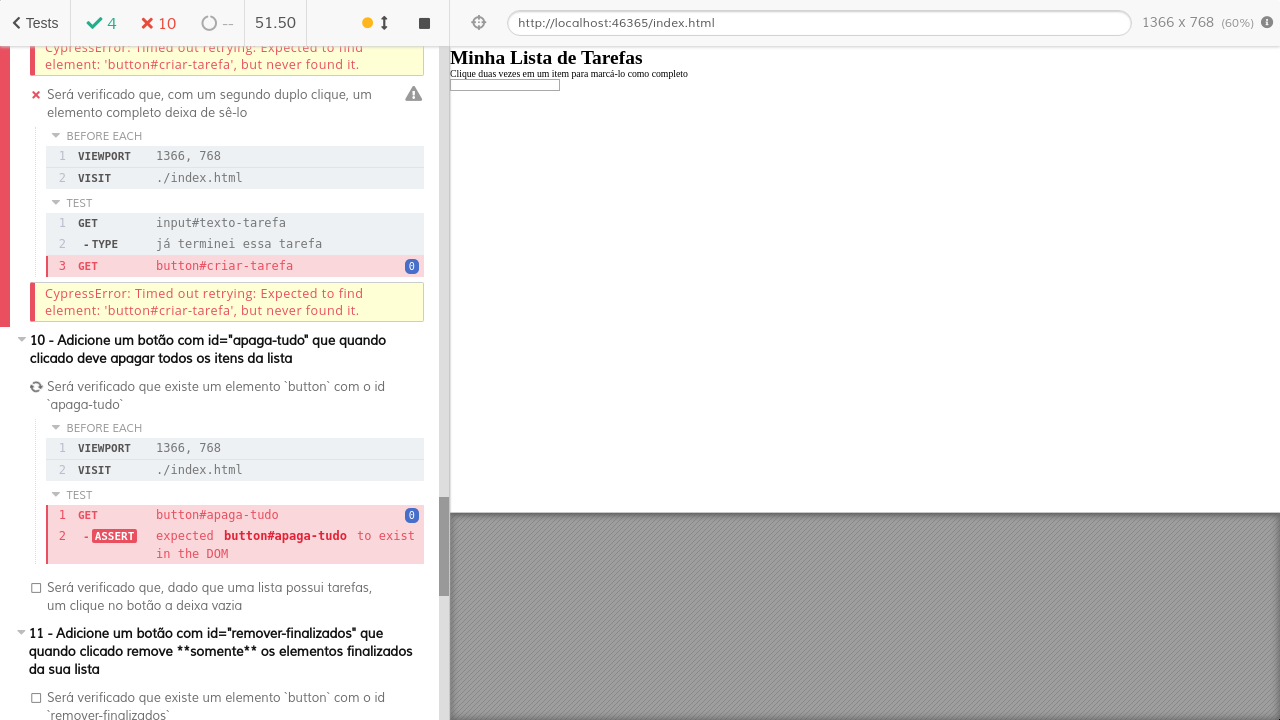 Tests 4 10 -- 51.50 http://localhost:46365/index.html 1366 x 768 (60%)
CypressError: Timed out retrying: Expected to find
element: 'button#criar-tarefa', but never found it.
Será verificado que, com um segundo duplo clique, um
elemento completo deixa de sê-lo
BEFORE EACH
1 VIEWPORT 1366, 768
2 VISIT ./index.html
TEST
1 GET input#texto-tarefa
2 -TYPE já terminei essa tarefa
3 GET button#criar-tarefa 0
CypressError: Timed out retrying: Expected to find
element: 'button#criar-tarefa', but never found it.
10 - Adicione um botão com id="apaga-tudo" que quando
clicado deve apagar todos os itens da lista
Será verificado que existe um elemento `button` com o id
`apaga-tudo`
BEFORE EACH
1 VIEWPORT 1366, 768
2 VISIT ./index.html
TEST
1 GET button#apaga-tudo 0
2 -ASSERT expected button#apaga-tudo to exist
in the DOM
Será verificado que, dado que uma lista possui tarefas,
um clique no botão a deixa vazia
11 - Adicione um botão com id="remover-finalizados" que
quando clicado remove **somente** os elementos finalizados
da sua lista
Será verificado que existe um elemento `button` com o id
`remover-finalizados`
Minha Lista de Tarefas
Clique duas vezes em um item para marcá-lo como completo